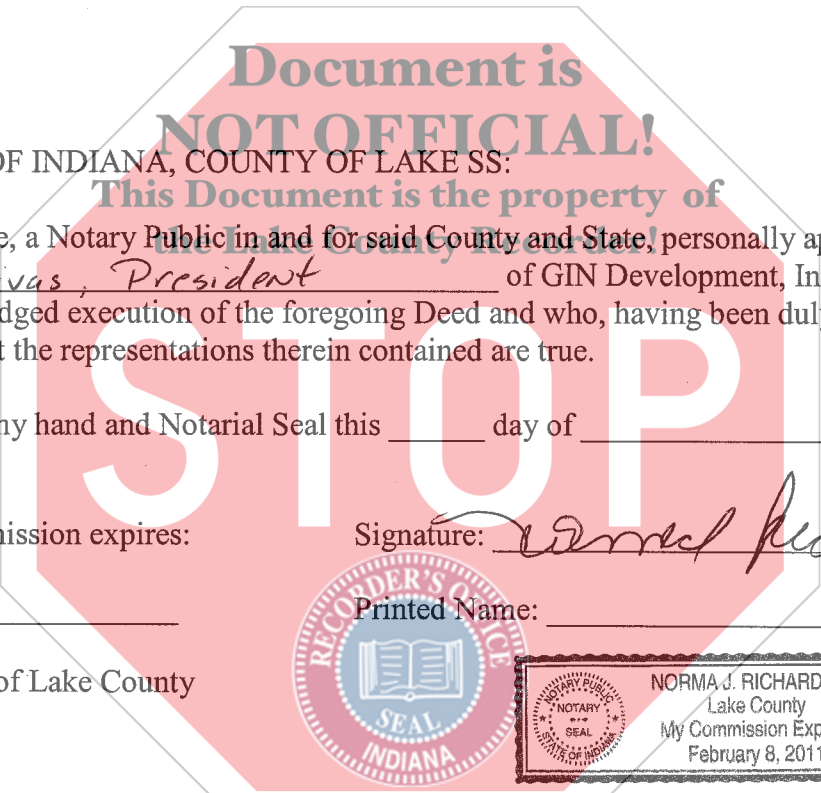 Document is
NOT OFFICIAL!
OF INDIANA, COUNTY OF LAKE SS:
This Document is the property of
the Lake County Recorder!
e, a Notary Public in and for said County and State, personally ap
ivas, President of GIN Development, In
dged execution of the foregoing Deed and who, having been dul
t the representations therein contained are true.
STOP
ny hand and Notarial Seal this ______ day of
nission expires: Signature: Norma J Ric
Printed Name:
of Lake County
RECORDER'S OFFICE
SEAL
INDIANA
NOTARY PUBLIC
NOTARY
SEAL
STATE OF INDIANA
NORMA J. RICHARD
Lake County
My Commission Exp
February 8, 2011